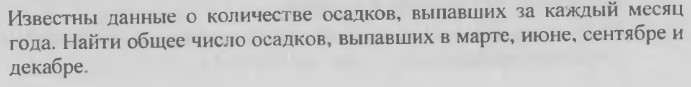 Известны данные о количестве осадков, выпавших за каждый месяц
года. Найти общее число осадков, выпавших в марте, июне, сентябре и
декабре.